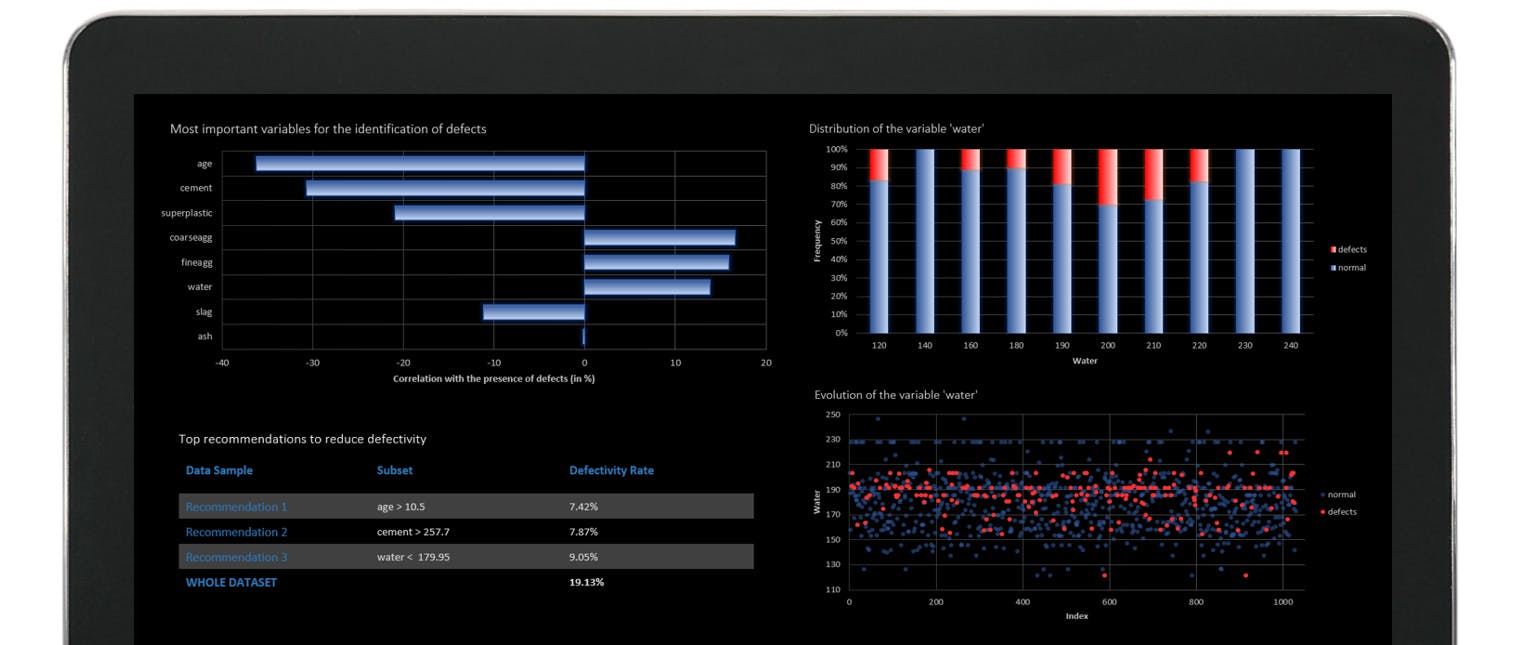 Most important variables for the identification of defects
age
cement
superplastic
coarseagg
fineagg
water
slag
ash
-40 -30 -20 -10 0 10 20
Correlation with the presence of defects (in %)
Distribution of the variable 'water'
100%
90%
80%
70%
60%
50%
40%
30%
20%
10%
0%
Frequency
120 140 160 180 190 200 210 220 230 240
Water
defects
normal
Top recommendations to reduce defectivity
Data Sample Subset Defectivity Rate
Recommendation 1 age > 10.5 7.42%
Recommendation 2 cement > 257.7 7.87%
Recommendation 3 water < 179.95 9.05%
WHOLE DATASET 19.13%
Evolution of the variable 'water'
250
230
210
190
170
150
130
110
Water
0 200 400 600 800 1000
Index
normal
defects